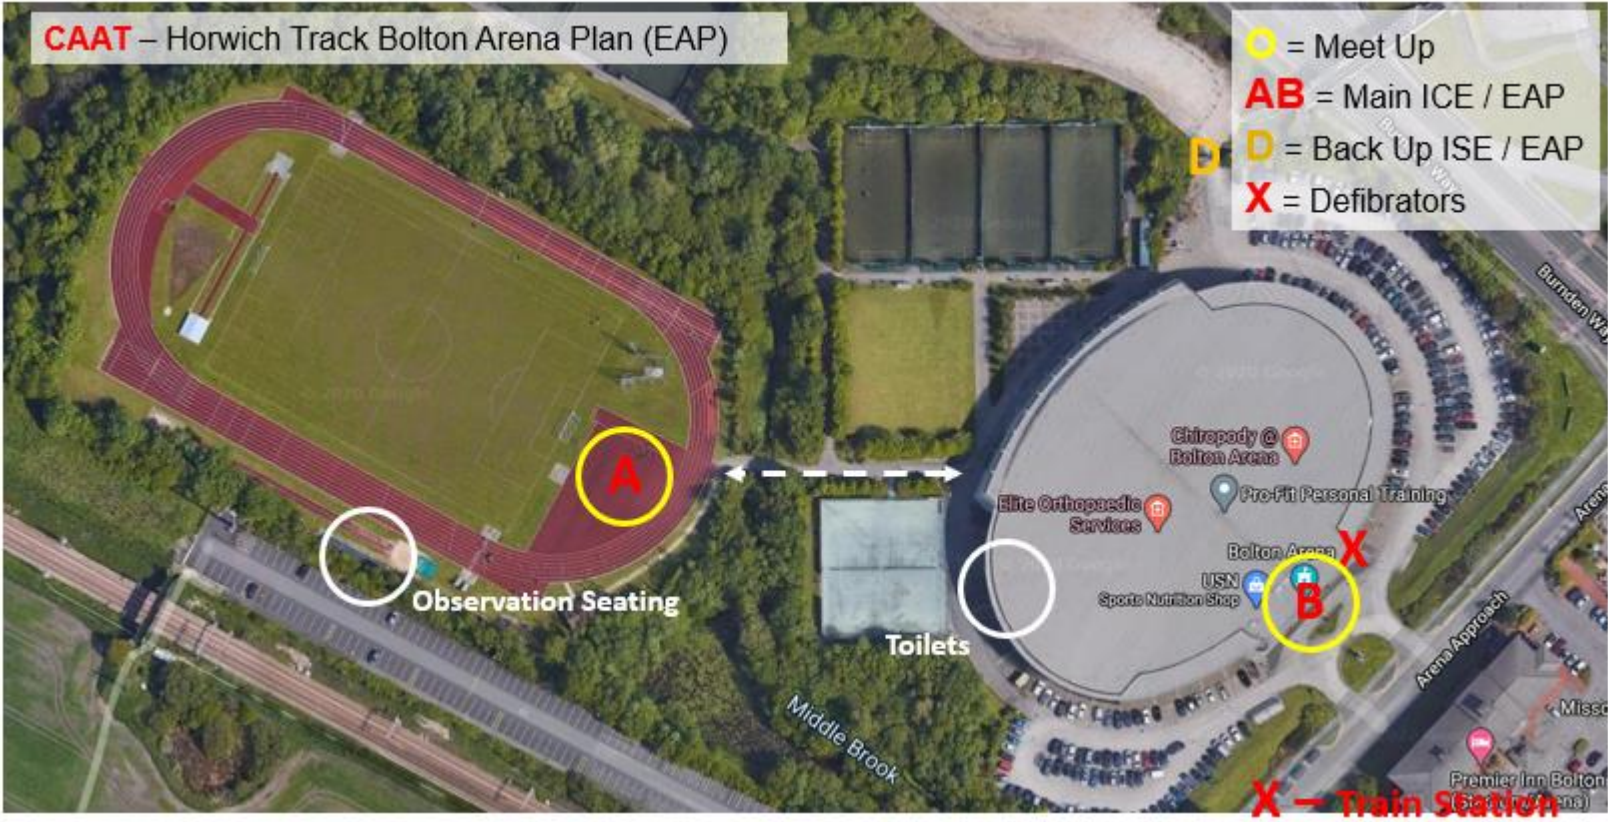 CAAT – Horwich Track Bolton Arena Plan (EAP)
O = Meet Up
AB = Main ICE / EAP
D = Back Up ISE / EAP
X = Defibrators
D
Burnden Way
A
Chiropody @
Bolton Arena
Pro-Fit Personal Training
Elite Orthopaedic
Services
Bolton Arena
X
USN
Sports Nutrition Shop
B
Observation Seating
Toilets
Arena
Arena Approach
Middle Brook
Premier Inn Bolton
X – Train Station